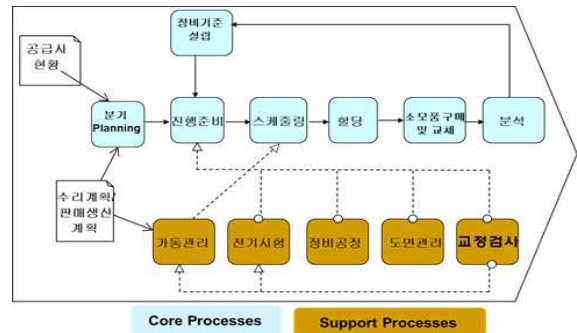 정비기준
설립
공급사
현황
분기
Planning
진행준비
스케줄링
할당
소모품구매
및 교체
분석
수리계획/
판매생산
계획
가동관리
전기시험
정비공정
도면관리
교정검사
Core Processes
Support Processes